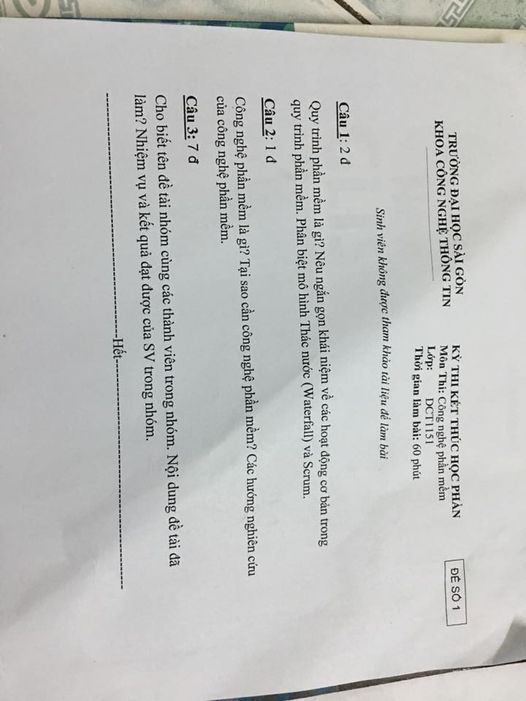 TRƯỜNG ĐẠI HỌC SÀI GÒN
KHOA CÔNG NGHỆ THÔNG TIN
KỲ THI KẾT THÚC HỌC PHẦN
Môn Thi: Công nghệ phần mềm
Lớp: DCT1151
Thời gian làm bài: 60 phút
ĐỀ SỐ 1
Sinh viên không được tham khảo tài liệu để làm bài.
Câu 1: 2 đ
Quy trình phần mềm là gì? Nêu ngắn gọn khái niệm về các hoạt động cơ bản trong
quy trình phần mềm. Phân biệt mô hình Thác nước (Waterfall) và Scrum.
Câu 2: 1 đ
Công nghệ phần mềm là gì? Tại sao cần công nghệ phần mềm? Các hướng nghiên cứu
của công nghệ phần mềm.
Câu 3: 7 đ
Cho biết tên đề tài nhóm cùng các thành viên trong nhóm. Nội dung đề tài đã
làm? Nhiệm vụ và kết quả đạt được của SV trong nhóm.
---------------------------------------------Hết---------------------------------------------